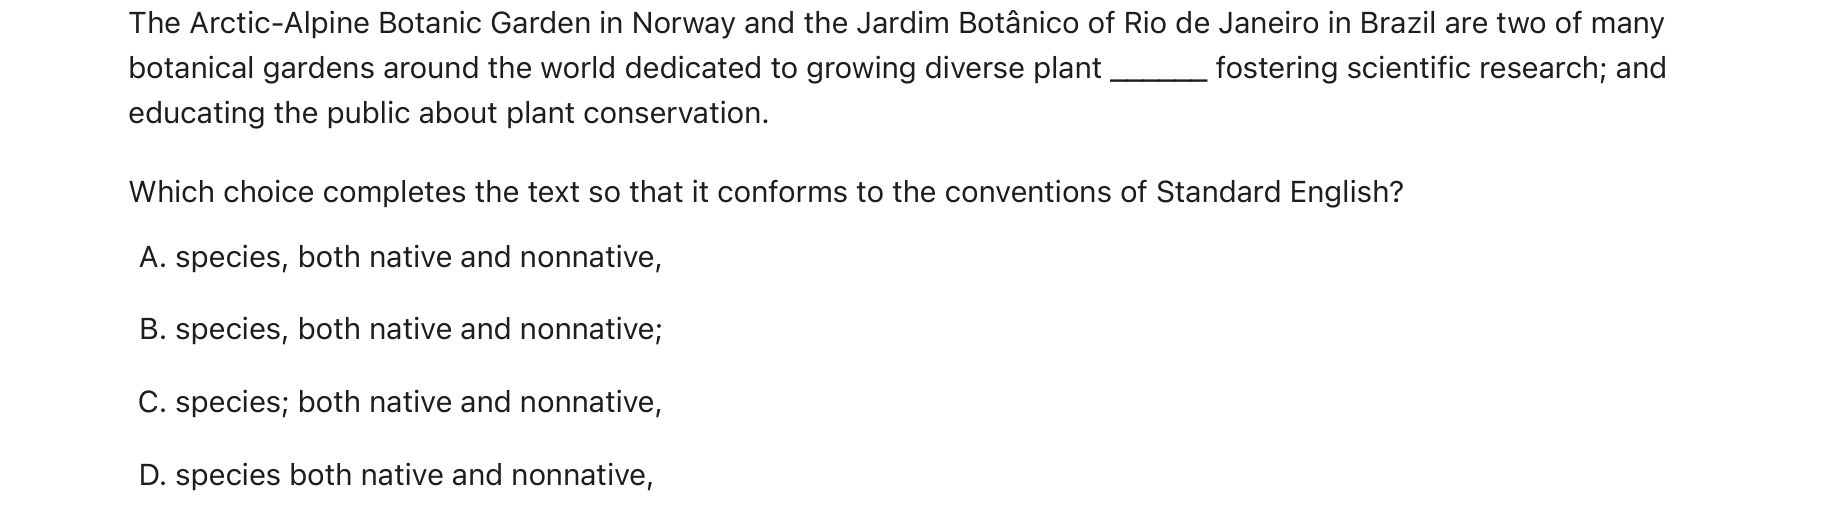 The Arctic-Alpine Botanic Garden in Norway and the Jardim Botânico of Rio de Janeiro in Brazil are two of many
botanical gardens around the world dedicated to growing diverse plant ______ fostering scientific research; and
educating the public about plant conservation.
Which choice completes the text so that it conforms to the conventions of Standard English?
A. species, both native and nonnative,
B. species, both native and nonnative;
C. species; both native and nonnative,
D. species both native and nonnative,